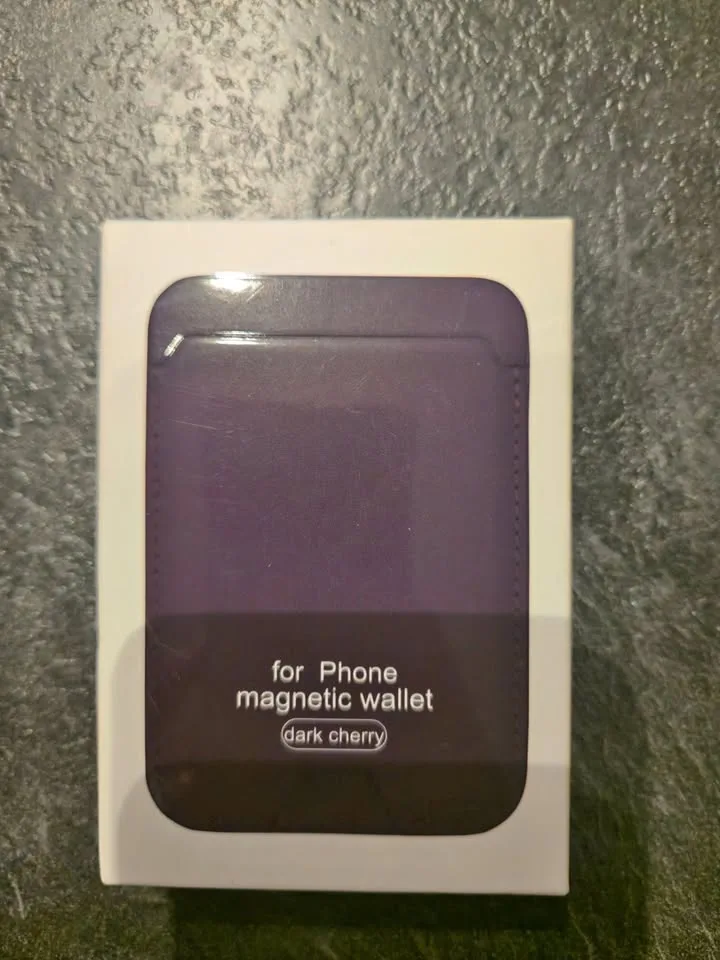 for Phone
magnetic wallet
dark cherry